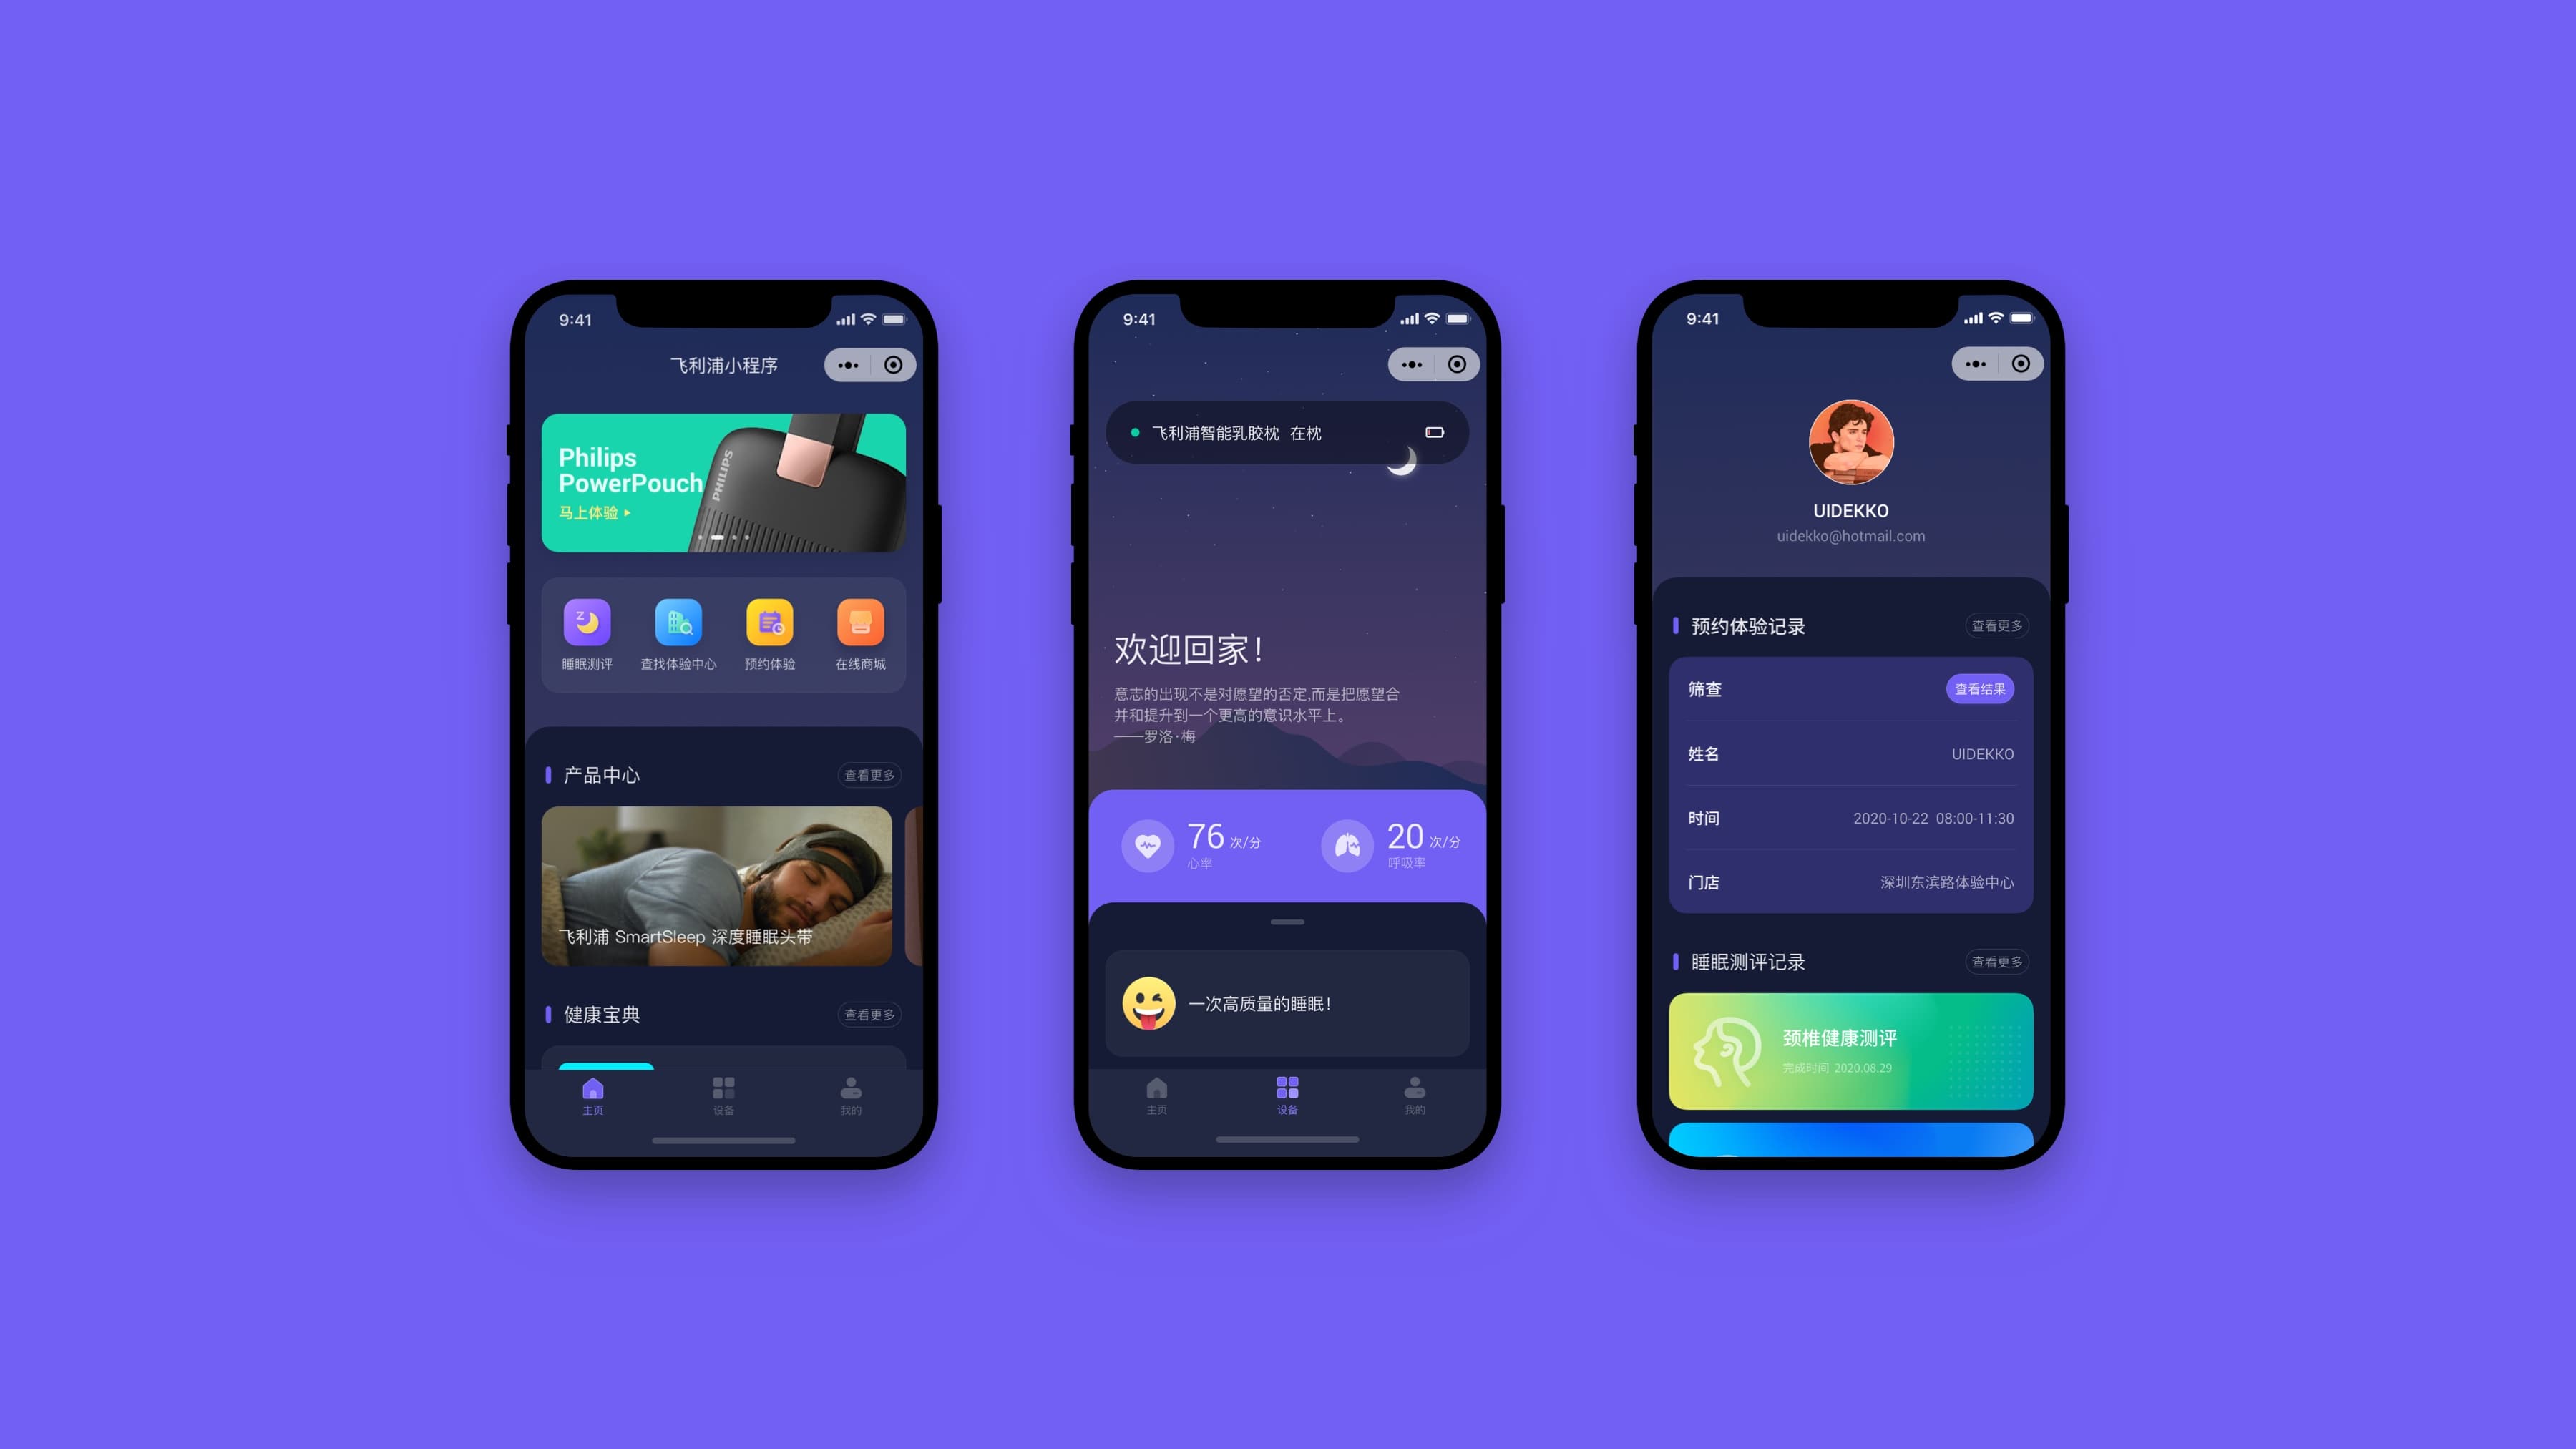 9:41
飞利浦小程序
Philips
PowerPouch
马上体验
PHILIPS
睡眠测评
查找体验中心
预约体验
在线商城
产品中心
查看更多
飞利浦 SmartSleep 深度睡眠头带
健康宝典
查看更多
主页
设备
我的
9:41
飞利浦智能乳胶枕 在枕
欢迎回家！
意志的出现不是对愿望的否定,而是把愿望合
并和提升到一个更高的意识水平上。
——罗洛·梅
76 次/分
心率
20 次/分
呼吸率
一次高质量的睡眠！
主页
设备
我的
9:41
UIDEKKO
uidekko@hotmail.com
预约体验记录
查看更多
筛查
查看结果
姓名
UIDEKKO
时间
2020-10-22 08:00-11:30
门店
深圳东滨路体验中心
睡眠测评记录
查看更多
颈椎健康测评
完成时间 2020.08.29